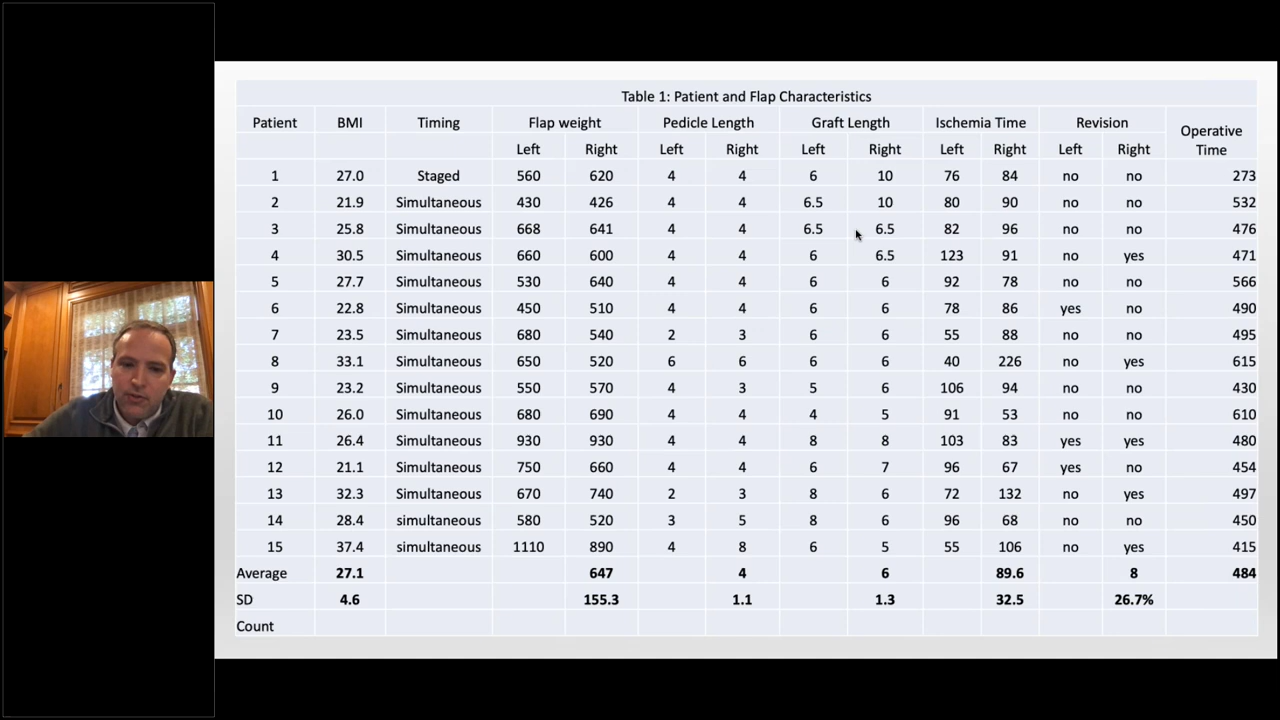 Table 1: Patient and Flap Characteristics
Patient BMI Timing Flap weight Pedicle Length Graft Length Ischemia Time Revision Operative Time
Left Right Left Right Left Right Left Right Left Right
1 27.0 Staged 560 620 4 4 6 10 76 84 no no 273
2 21.9 Simultaneous 430 426 4 4 6.5 10 80 90 no no 532
3 25.8 Simultaneous 668 641 4 4 6.5 6.5 82 96 no no 476
4 30.5 Simultaneous 660 600 4 4 6 6.5 123 91 no yes 471
5 27.7 Simultaneous 530 640 4 4 6 6 92 78 no no 566
6 22.8 Simultaneous 450 510 4 4 6 6 78 86 yes no 490
7 23.5 Simultaneous 680 540 2 3 6 6 55 88 no no 495
8 33.1 Simultaneous 650 520 6 6 6 6 40 226 no yes 615
9 23.2 Simultaneous 550 570 4 3 5 6 106 94 no no 430
10 26.0 Simultaneous 680 690 4 4 4 5 91 53 no no 610
11 26.4 Simultaneous 930 930 4 4 8 8 103 83 yes yes 480
12 21.1 Simultaneous 750 660 4 4 6 7 96 67 yes no 454
13 32.3 Simultaneous 670 740 2 3 8 6 72 132 no yes 497
14 28.4 simultaneous 580 520 3 5 8 6 96 68 no no 450
15 37.4 simultaneous 1110 890 4 8 6 5 55 106 no yes 415
Average 27.1 647 4 6 89.6 8 484
SD 4.6 155.3 1.1 1.3 32.5 26.7%
Count